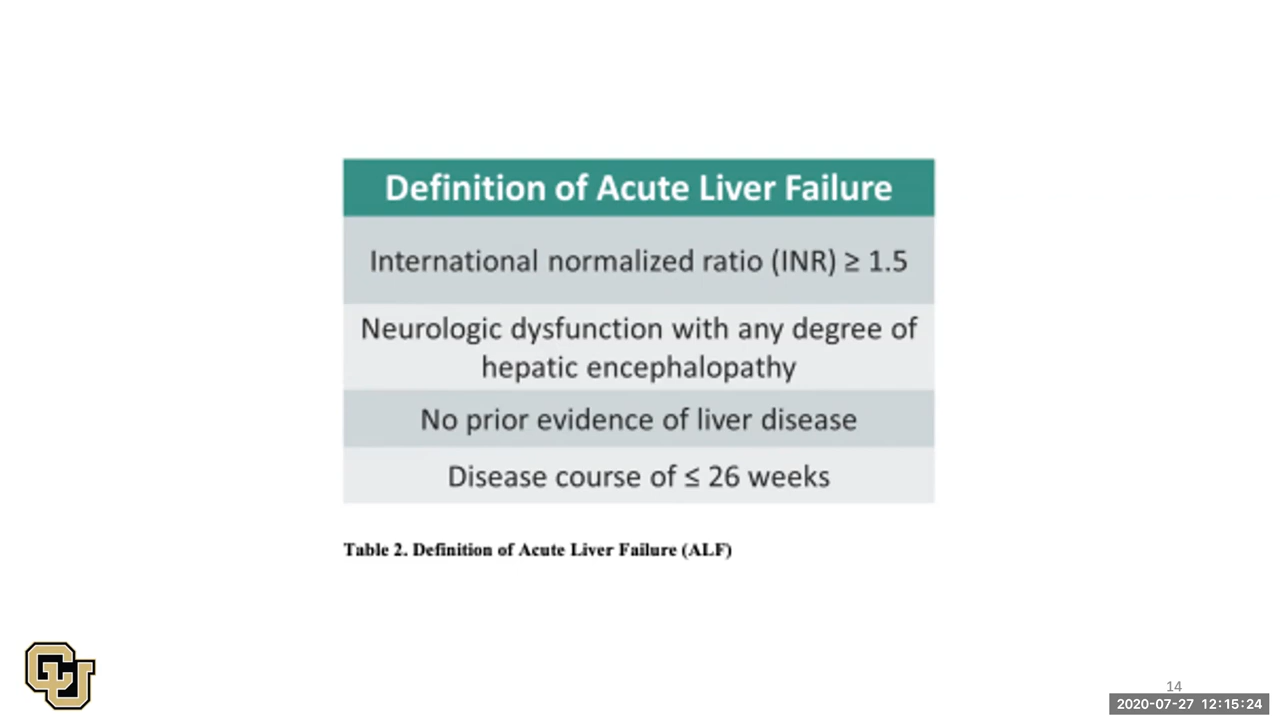 Definition of Acute Liver Failure
International normalized ratio (INR) ≥ 1.5
Neurologic dysfunction with any degree of
hepatic encephalopathy
No prior evidence of liver disease
Disease course of ≤ 26 weeks
Table 2. Definition of Acute Liver Failure (ALF)
CU
14
2020-07-27 12:15:24